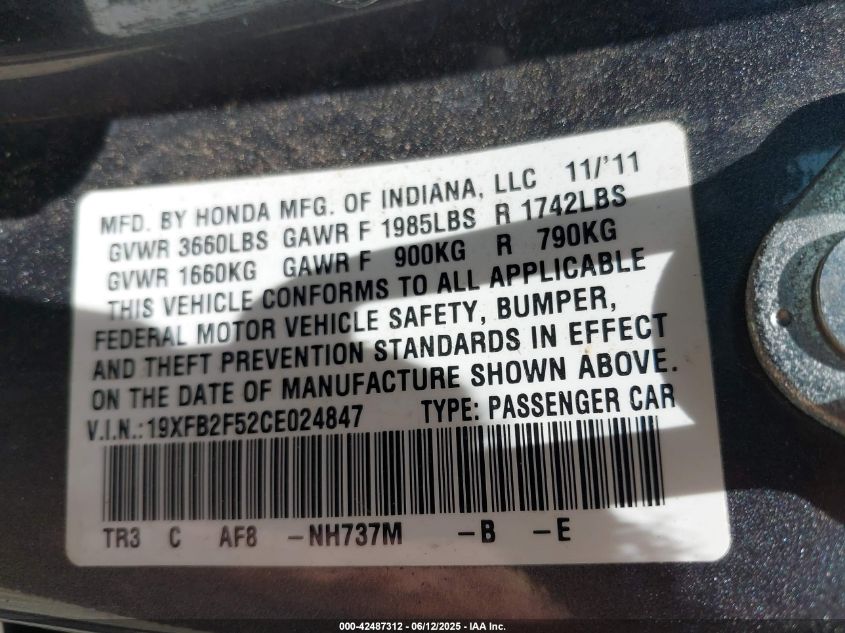 MFD. BY HONDA MFG. OF INDIANA, LLC 11/'11
GVWR 3660LBS GAWR F 1985LBS R 1742LBS
GVWR 1660KG GAWR F 900KG R 790KG
THIS VEHICLE CONFORMS TO ALL APPLICABLE
FEDERAL MOTOR VEHICLE SAFETY, BUMPER,
AND THEFT PREVENTION STANDARDS IN EFFECT
ON THE DATE OF MANUFACTURE SHOWN ABOVE.
V.I.N.:19XFB2F52CE024847 TYPE: PASSENGER CAR
TR3 C AF8 -NH737M -B -E
000-42487312 - 06/12/2025 - IAA Inc.